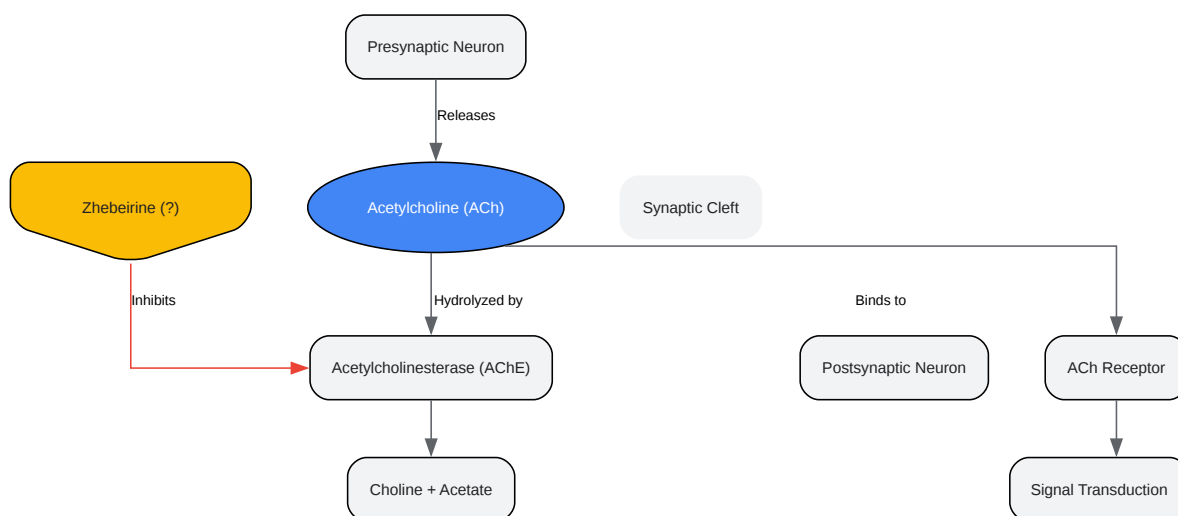 Presynaptic Neuron
Releases
Zhebeirine (?)
Acetylcholine (ACh)
Synaptic Cleft
Inhibits
Hydrolyzed by
Binds to
Acetylcholinesterase (AChE)
Postsynaptic Neuron
ACh Receptor
Choline + Acetate
Signal Transduction